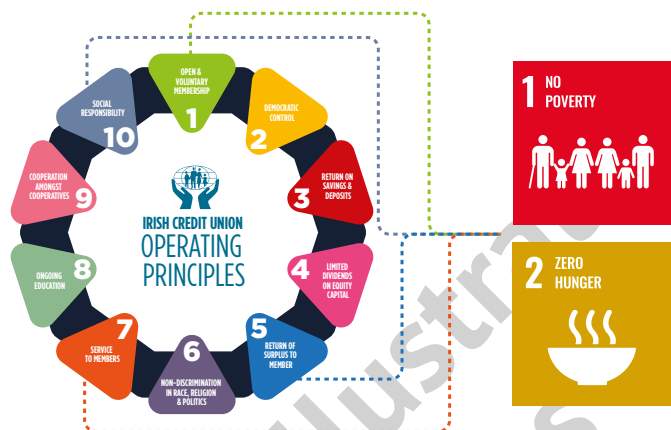 OPEN &
VOLUNTARY
MEMBERSHIP
1
DEMOCRATIC
CONTROL
2
RETURN ON
SAVINGS &
DEPOSITS
3
LIMITED
DIVIDENDS
ON EQUITY
CAPITAL
4
RETURN OF
SURPLUS TO
MEMBER
5
NON-DISCRIMINATION
IN RACE, RELIGION
& POLITICS
6
SERVICE
TO MEMBERS
7
ONGOING
EDUCATION
8
COOPERATION
AMONGST
COOPERATIVES
9
SOCIAL
RESPONSIBILITY
10
IRISH CREDIT UNION
OPERATING
PRINCIPLES
1 NO
POVERTY
2 ZERO
HUNGER